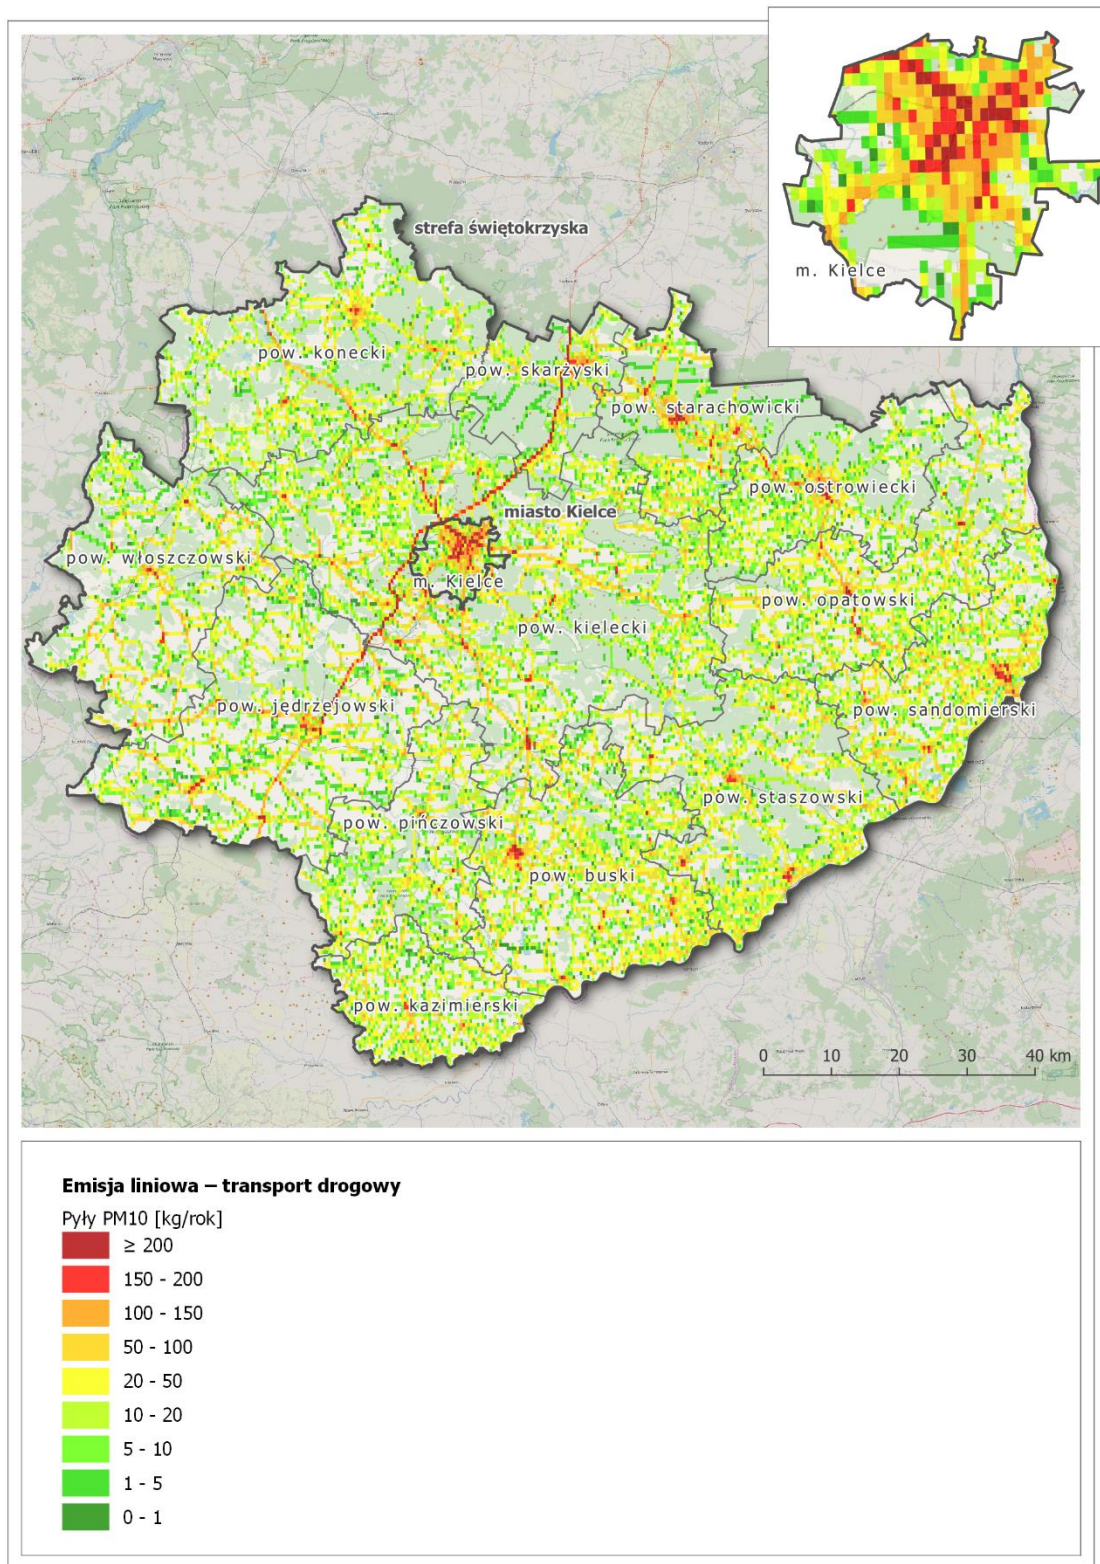 strefa świętokrzyska
m. Kielce
pow. konecki
pow. skarżyski
pow. starachowicki
pow. ostrowiecki
miasto Kielce
pow. włoszczowski
m. Kielce
pow. opatowski
pow. kielecki
pow. jędrzejowski
pow. sandomierski
pow. staszowski
pow. pińczowski
pow. buski
pow. kazimierski
0 10 20 30 40 km
Emisja liniowa – transport drogowy
Pyły PM10 [kg/rok]
≥ 200
150 - 200
100 - 150
50 - 100
20 - 50
10 - 20
5 - 10
1 - 5
0 - 1